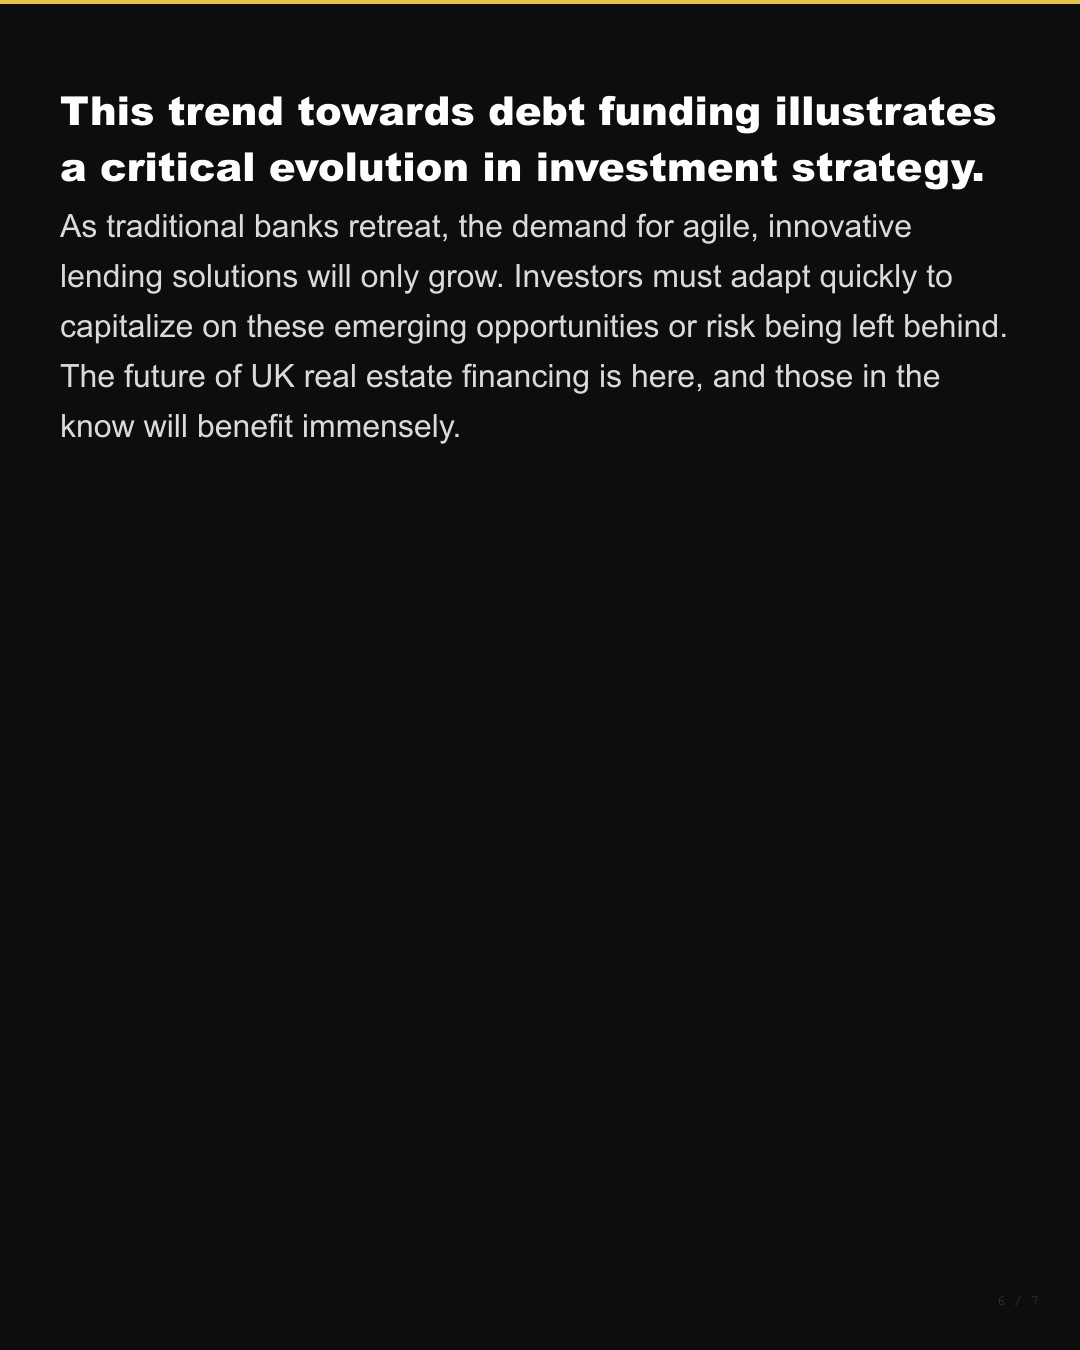 This trend towards debt funding illustrates
a critical evolution in investment strategy.
As traditional banks retreat, the demand for agile, innovative
lending solutions will only grow. Investors must adapt quickly to
capitalize on these emerging opportunities or risk being left behind.
The future of UK real estate financing is here, and those in the
know will benefit immensely.
6 / 7